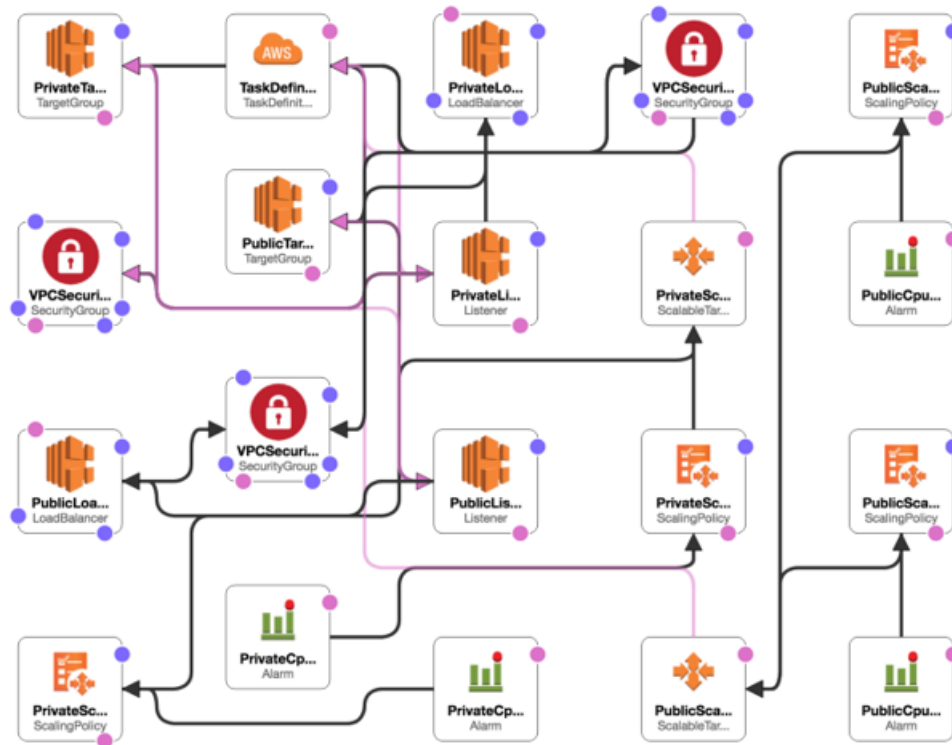 PrivateTa...
TargetGroup
AWS
TaskDefin...
TaskDefinit...
PrivateLo...
LoadBalancer
VPCSecuri...
SecurityGroup
PublicSca...
ScalingPolicy
PublicTar...
TargetGroup
VPCSecuri...
SecurityGroup
PrivateLi...
Listener
PrivateSc...
ScalableTar...
PublicCpu...
Alarm
VPCSecuri...
SecurityGroup
PublicLoa...
LoadBalancer
PublicLis...
Listener
PrivateSc...
ScalingPolicy
PublicSca...
ScalingPolicy
PrivateCp...
Alarm
PrivateSc...
ScalingPolicy
PrivateCp...
Alarm
PublicSca...
ScalableTar...
PublicCpu...
Alarm